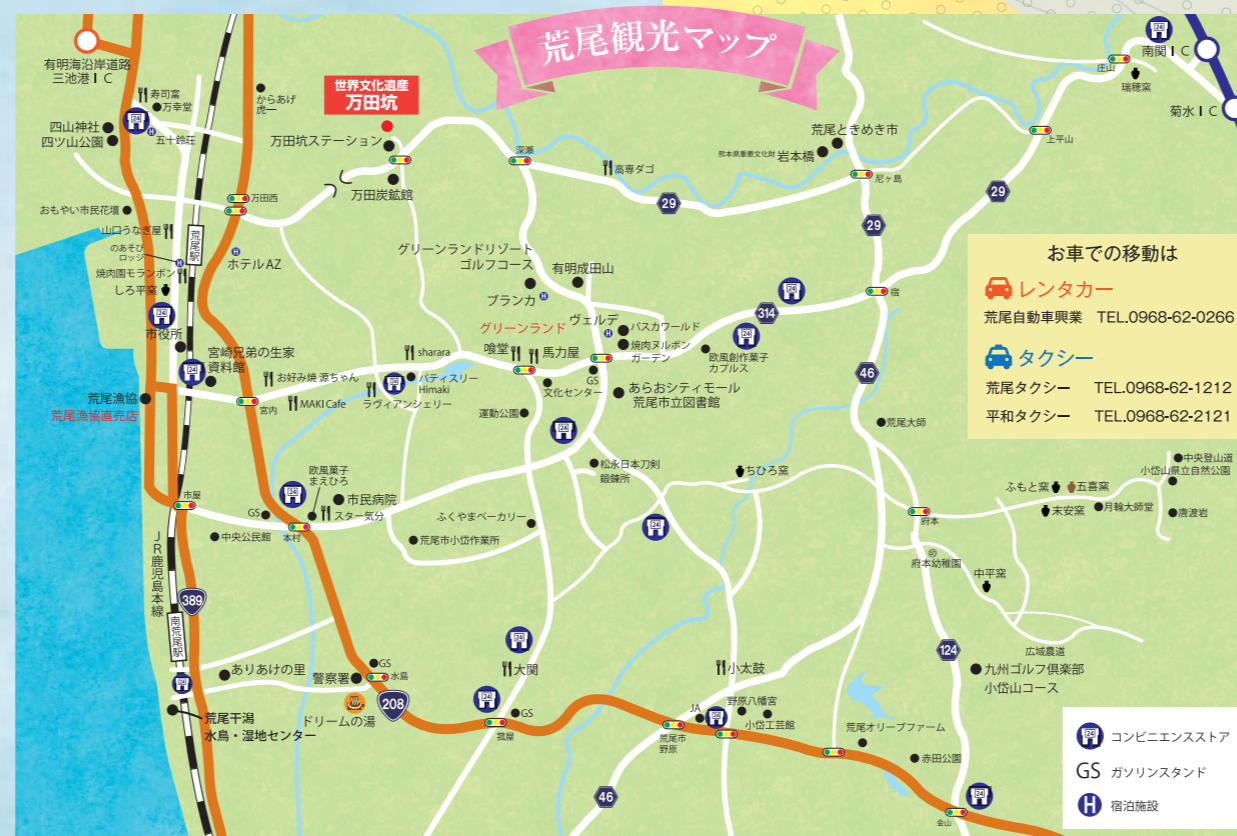 荒尾観光マップ
有明海沿岸道路
三池港IC
寿司富
万幸堂
五十鈴荘
四山神社
四ツ山公園
からあげ
虎一
世界文化遺産
万田坑
万田坑ステーション
万田炭鉱館
深瀬
高専ダゴ
荒尾ときめき市
熊本県重要文化財 岩本橋
尼ヶ島
上平山
庄山
瑞穂窯
南関IC
菊水IC
29
29
29
おもやい市民花壇
万田西
山口うなぎ屋
荒尾駅
のあそび
ロッジ
焼肉園モランボン
しろ平窯
ホテルAZ
市役所
グリーンランドリゾート
ゴルフコース
有明成田山
ブランカ
ヴェルデ
グリーンランド
パスカワールド
焼肉ヌルボン
ガーデン
喰堂
馬力屋
GS
文化センター
あらおシティモール
荒尾市立図書館
欧風創作菓子
カプルス
314
宿
46
お車での移動は
レンタカー
荒尾自動車興業 TEL.0968-62-0266
タクシー
荒尾タクシー TEL.0968-62-1212
平和タクシー TEL.0968-62-2121
宮崎兄弟の生家
資料館
お好み焼 源ちゃん
宮内
MAKI Cafe
sharara
パティスリー
Himaki
ラヴィアンシェリー
運動公園
荒尾漁協
荒尾漁協直売店
荒尾大師
松永日本刀剣
鍛錬所
ちひろ窯
中央登山道
小岱山県立自然公園
ふもと窯
五喜窯
末安窯
月輪大師堂
唐渡岩
市屋
GS
中央公民館
本村
欧風菓子
まえひろ
スター気分
市民病院
ふくやまベーカリー
荒尾市小岱作業所
府本
府本幼稚園
中平窯
広域農道
JR鹿児島本線
389
南荒尾駅
ありあけの里
警察署
GS
水島
ドリームの湯
208
荒尾干潟
水鳥・湿地センター
大関
GS
菰屋
46
小太鼓
JA
野原八幡宮
小岱工芸館
荒尾市
野原
荒尾オリーブファーム
赤田公園
金山
124
九州ゴルフ倶楽部
小岱山コース
コンビニエンスストア
GS ガソリンスタンド
H 宿泊施設